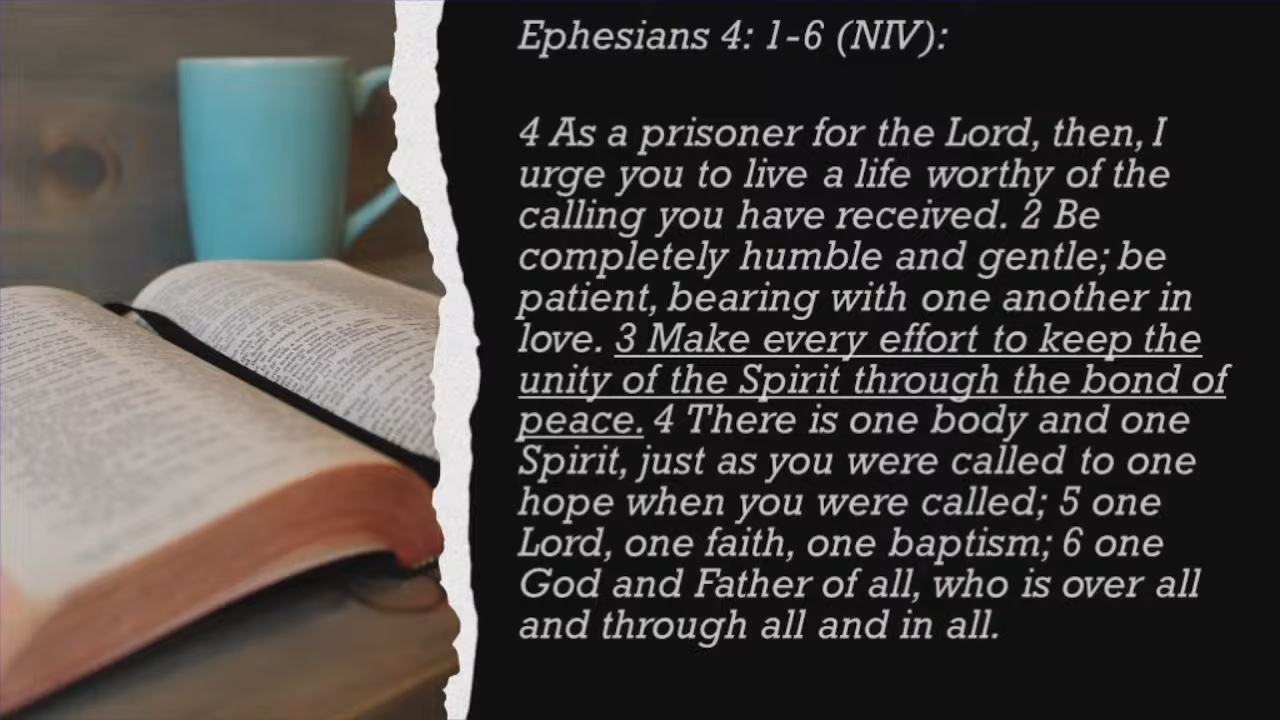 Ephesians 4: 1-6 (NIV):
4 As a prisoner for the Lord, then, I
urge you to live a life worthy of the
calling you have received. 2 Be
completely humble and gentle; be
patient, bearing with one another in
love. 3 Make every effort to keep the
unity of the Spirit through the bond of
peace. 4 There is one body and one
Spirit, just as you were called to one
hope when you were called; 5 one
Lord, one faith, one baptism; 6 one
God and Father of all, who is over all
and through all and in all.